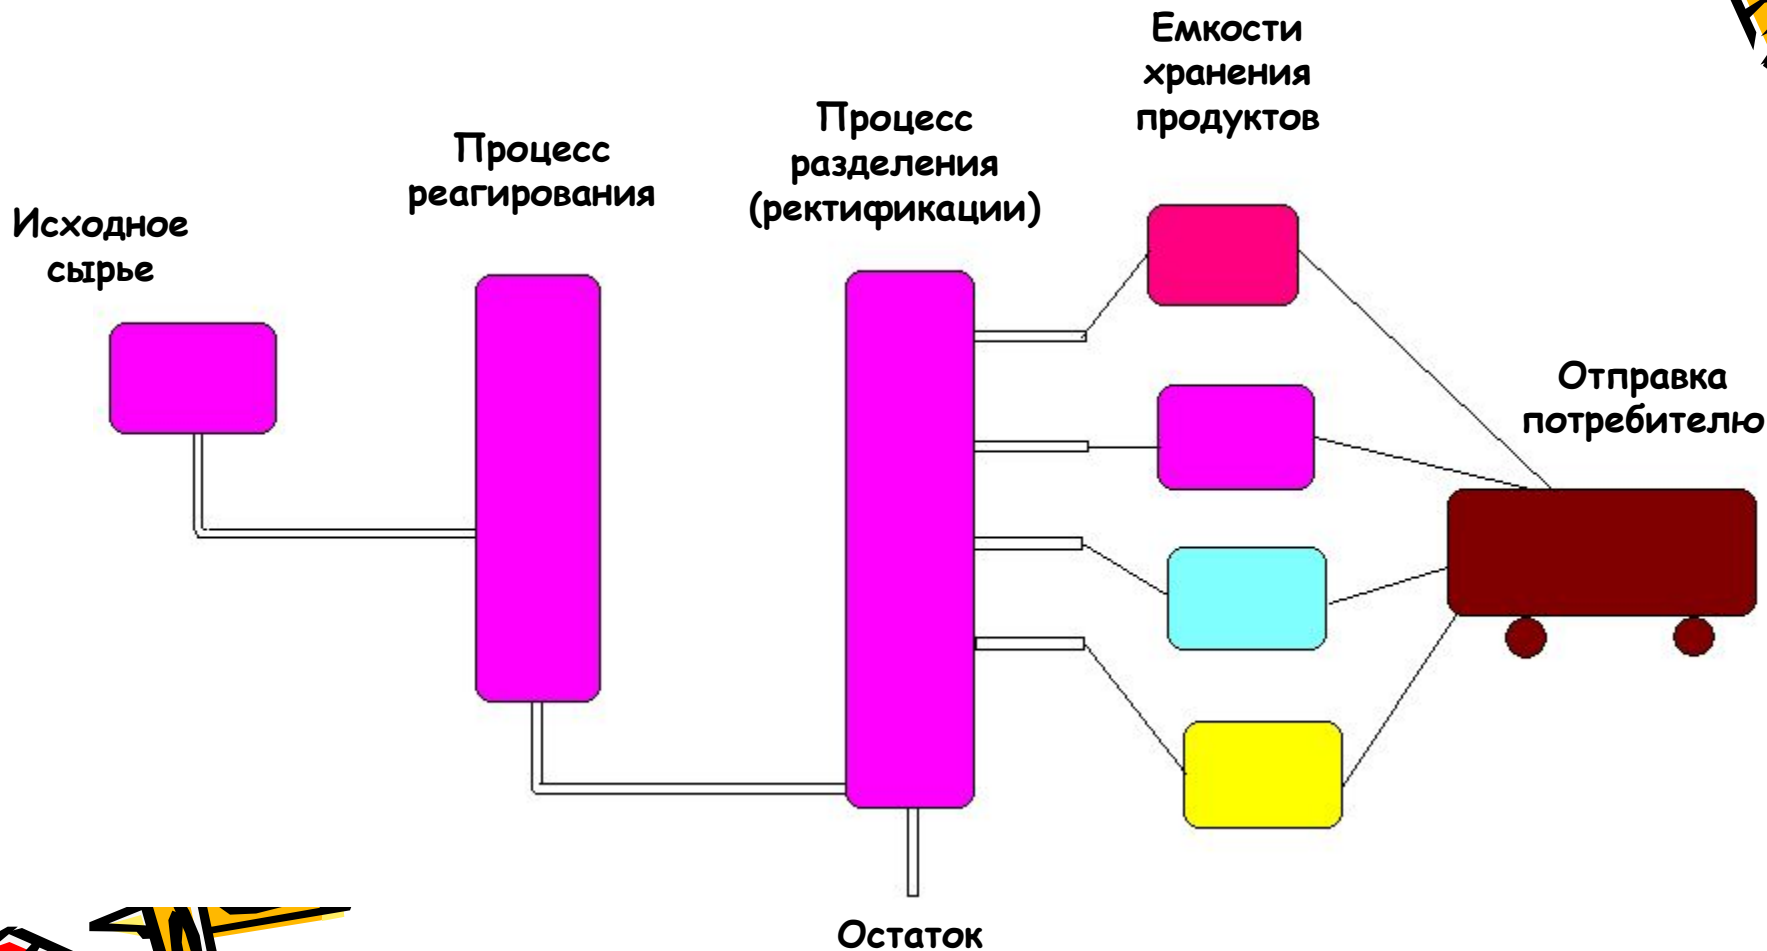 Исходное
сырье
Процесс
реагирования
Процесс
разделения
(ректификации)
Емкости
хранения
продуктов
Отправка
потребителю
Остаток